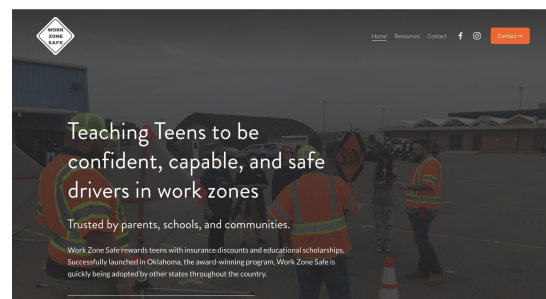 WORK
ZONE
SAFE
Home Resources Contact
Contact →
SLOW
Teaching Teens to be
confident, capable, and safe
drivers in work zones
Trusted by parents, schools, and communities.
Work Zone Safe rewards teens with insurance discounts and educational scholarships.
Successfully launched in Oklahoma, the award-winning program, Work Zone Safe is
quickly being adopted by other states throughout the country.